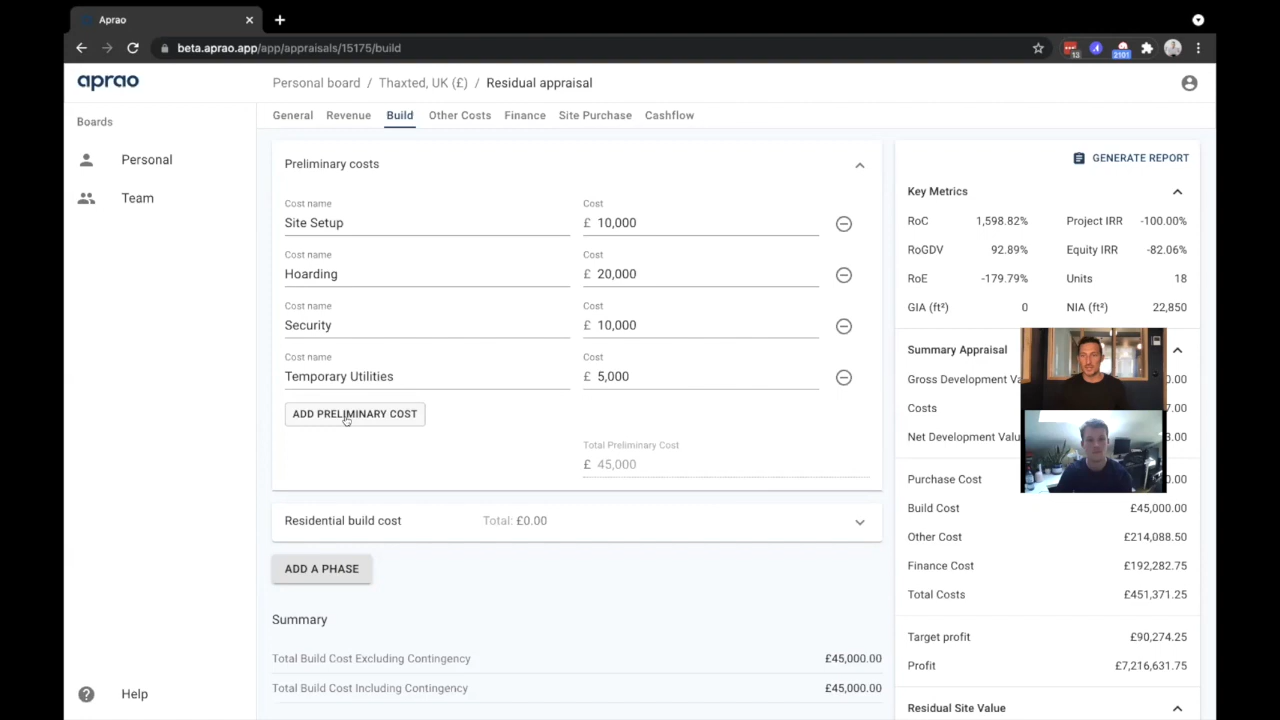 Aprao
beta.aprao.app/app/appraisals/15175/build
13
2101
aprao
Personal board / Thaxted, UK (£) / Residual appraisal
Boards
Personal
Team
Help
General Revenue Build Other Costs Finance Site Purchase Cashflow
Preliminary costs
Cost name Cost
Site Setup £ 10,000
Cost name Cost
Hoarding £ 20,000
Cost name Cost
Security £ 10,000
Cost name Cost
Temporary Utilities £ 5,000
ADD PRELIMINARY COST
Total Preliminary Cost
£ 45,000
Residential build cost Total: £0.00
ADD A PHASE
Summary
Total Build Cost Excluding Contingency £45,000.00
Total Build Cost Including Contingency £45,000.00
GENERATE REPORT
Key Metrics
RoC 1,598.82% Project IRR -100.00%
RoGDV 92.89% Equity IRR -82.06%
RoE -179.79% Units 18
GIA (ft²) 0 NIA (ft²) 22,850
Summary Appraisal
Gross Development Va
Costs
Net Development Valu
Purchase Cost
Build Cost £45,000.00
Other Cost £214,088.50
Finance Cost £192,282.75
Total Costs £451,371.25
Target profit £90,274.25
Profit £7,216,631.75
Residual Site Value